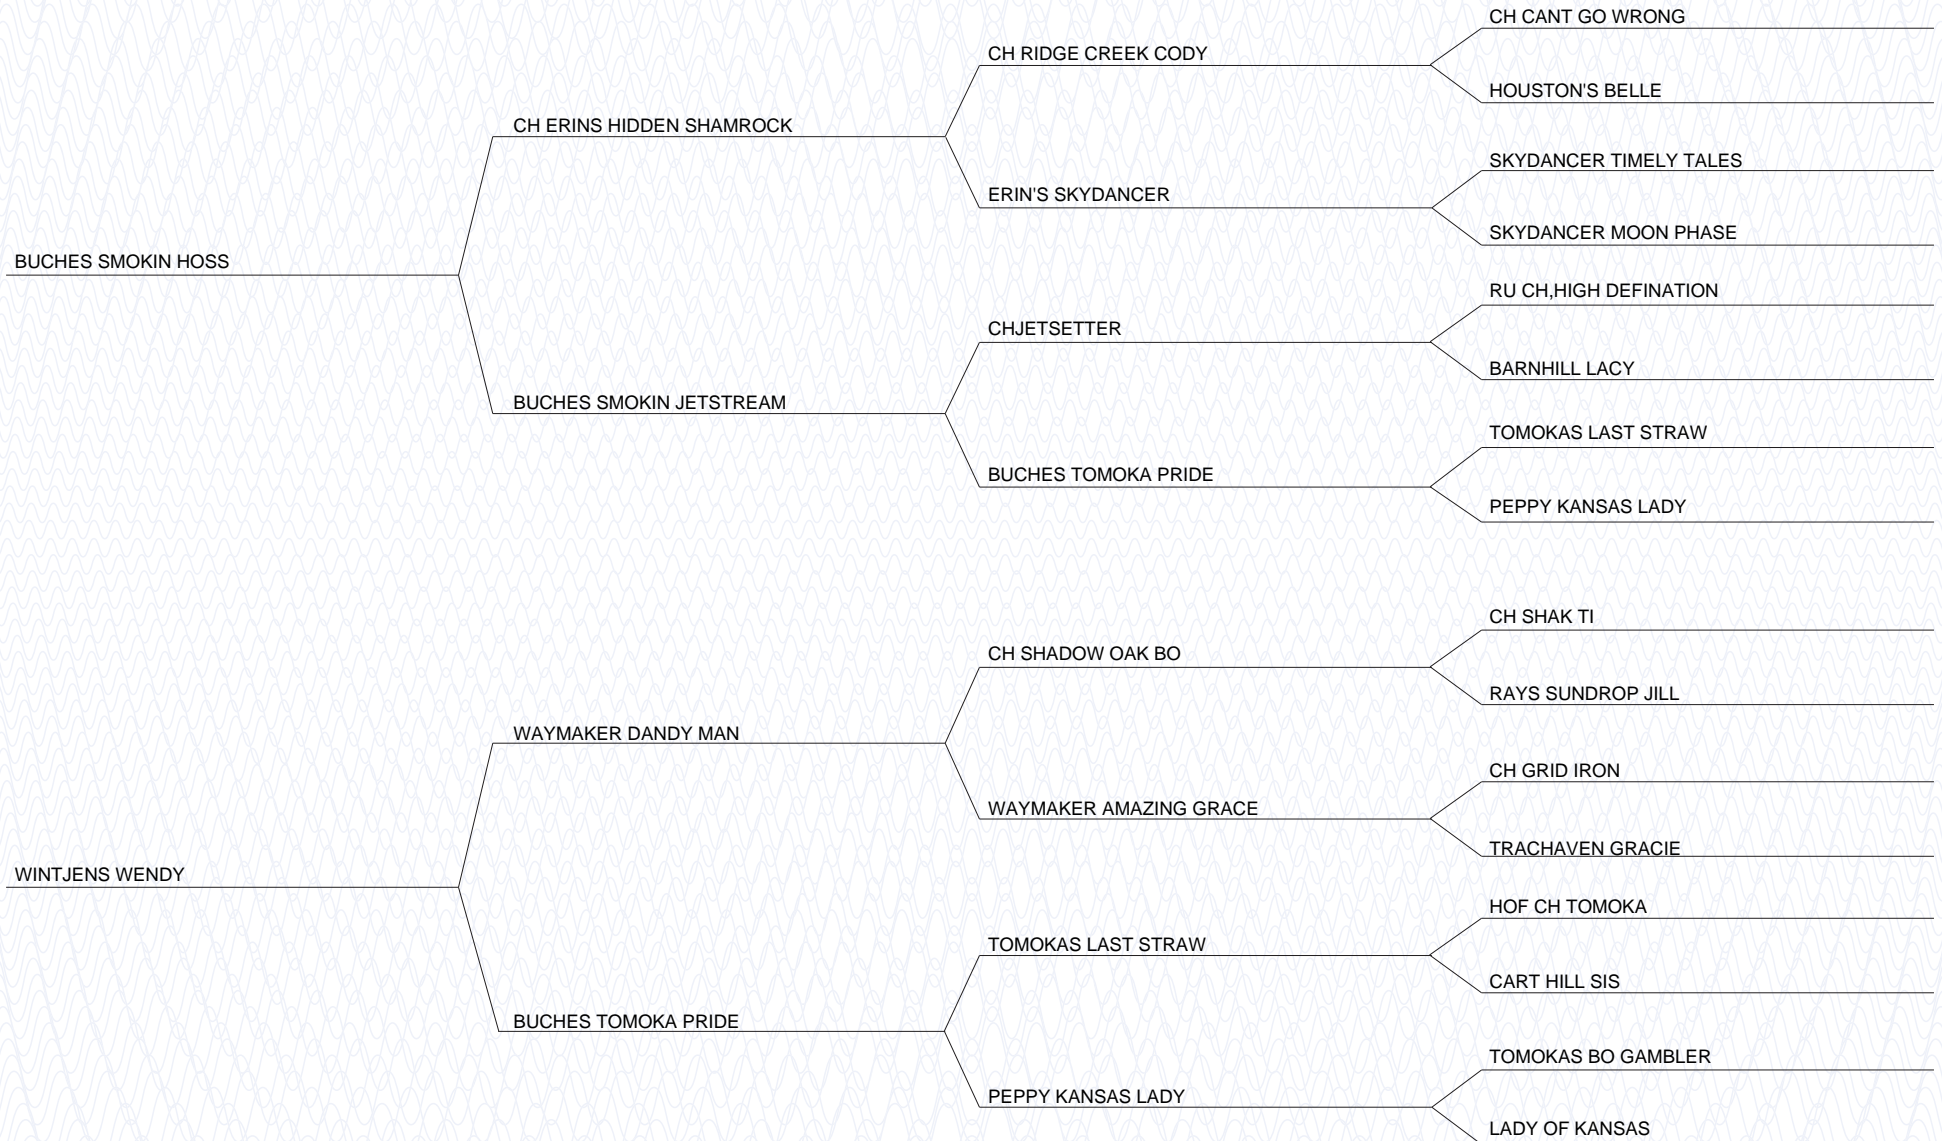 CH CANT GO WRONG
CH RIDGE CREEK CODY
HOUSTON'S BELLE
CH ERINS HIDDEN SHAMROCK
SKYDANCER TIMELY TALES
ERIN'S SKYDANCER
SKYDANCER MOON PHASE
BUCHES SMOKIN HOSS
RU CH,HIGH DEFINATION
CHJETSETTER
BARNHILL LACY
BUCHES SMOKIN JETSTREAM
TOMOKAS LAST STRAW
BUCHES TOMOKA PRIDE
PEPPY KANSAS LADY
CH SHAK TI
CH SHADOW OAK BO
RAYS SUNDROP JILL
WAYMAKER DANDY MAN
CH GRID IRON
WAYMAKER AMAZING GRACE
TRACHAVEN GRACIE
WINTJENS WENDY
HOF CH TOMOKA
TOMOKAS LAST STRAW
CART HILL SIS
BUCHES TOMOKA PRIDE
TOMOKAS BO GAMBLER
PEPPY KANSAS LADY
LADY OF KANSAS